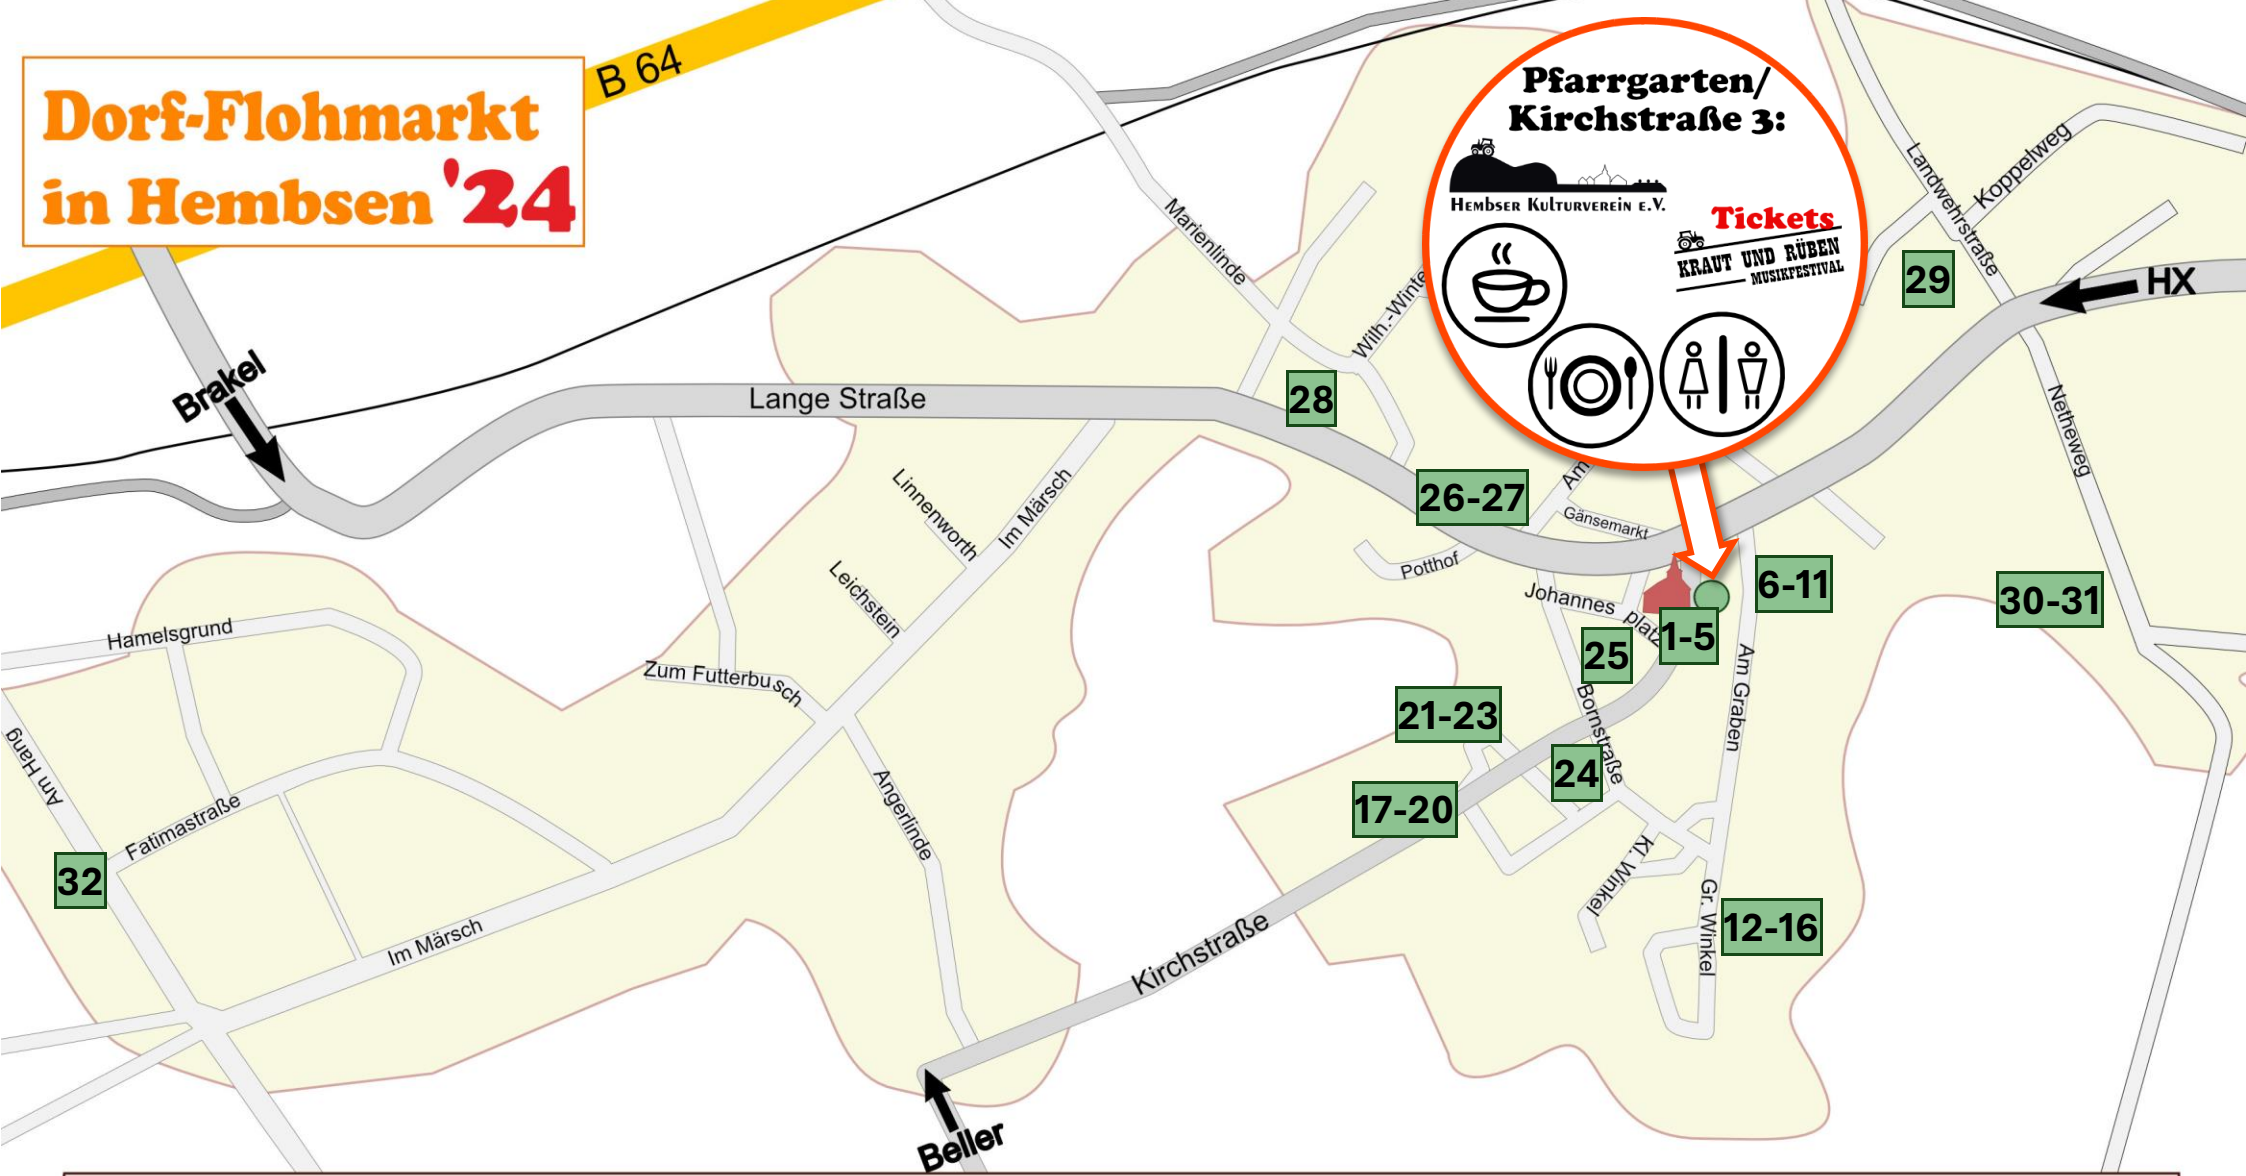 Dorf-Flohmarkt
in Hembsen '24
B 64
Pfarrgarten/
Kirchstraße 3:
HEMBSER KULTURVEREIN E.V.
Tickets
KRAUT UND RÜBEN
MUSIKFESTIVAL
Landwehrstraße
Koppelweg
Marienlinde
Wilh.-Winte
29
HX
Brakel
Lange Straße
28
Netheweg
26-27
Am
Gänsemarkt
Linnenworth
Im Märsch
Potthof
Leichstein
Johannes
platz
1-5
6-11
30-31
25
Hamelsgrund
Zum Futterbusch
Am Graben
Bornstraße
21-23
24
17-20
Am Hang
Fatimastraße
Angerlinde
32
Kl. Winkel
Gr. Winkel
12-16
Im Märsch
Kirchstraße
Beller